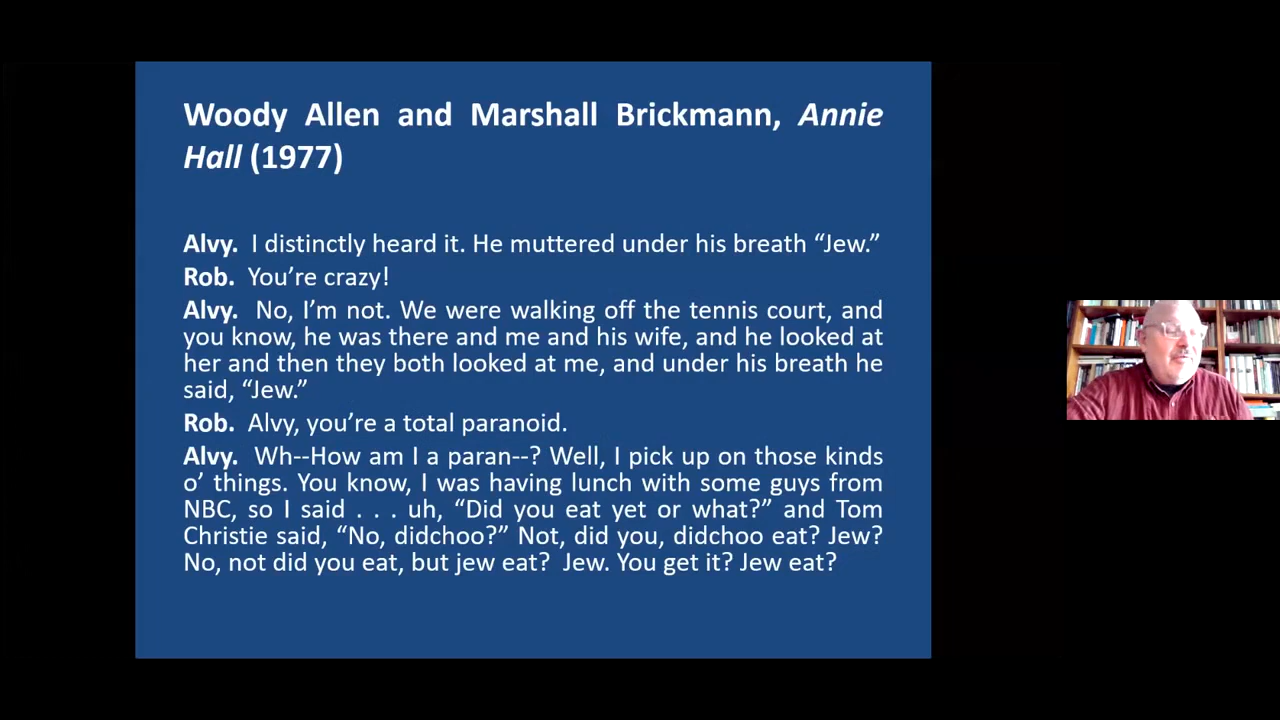 Woody Allen and Marshall Brickmann, Annie
Hall (1977)
Alvy. I distinctly heard it. He muttered under his breath “Jew.”
Rob. You’re crazy!
Alvy. No, I’m not. We were walking off the tennis court, and
you know, he was there and me and his wife, and he looked at
her and then they both looked at me, and under his breath he
said, “Jew.”
Rob. Alvy, you’re a total paranoid.
Alvy. Wh--How am I a paran--? Well, I pick up on those kinds
o’ things. You know, I was having lunch with some guys from
NBC, so I said . . . uh, “Did you eat yet or what?” and Tom
Christie said, “No, didchoo?” Not, did you, didchoo eat? Jew?
No, not did you eat, but jew eat? Jew. You get it? Jew eat?